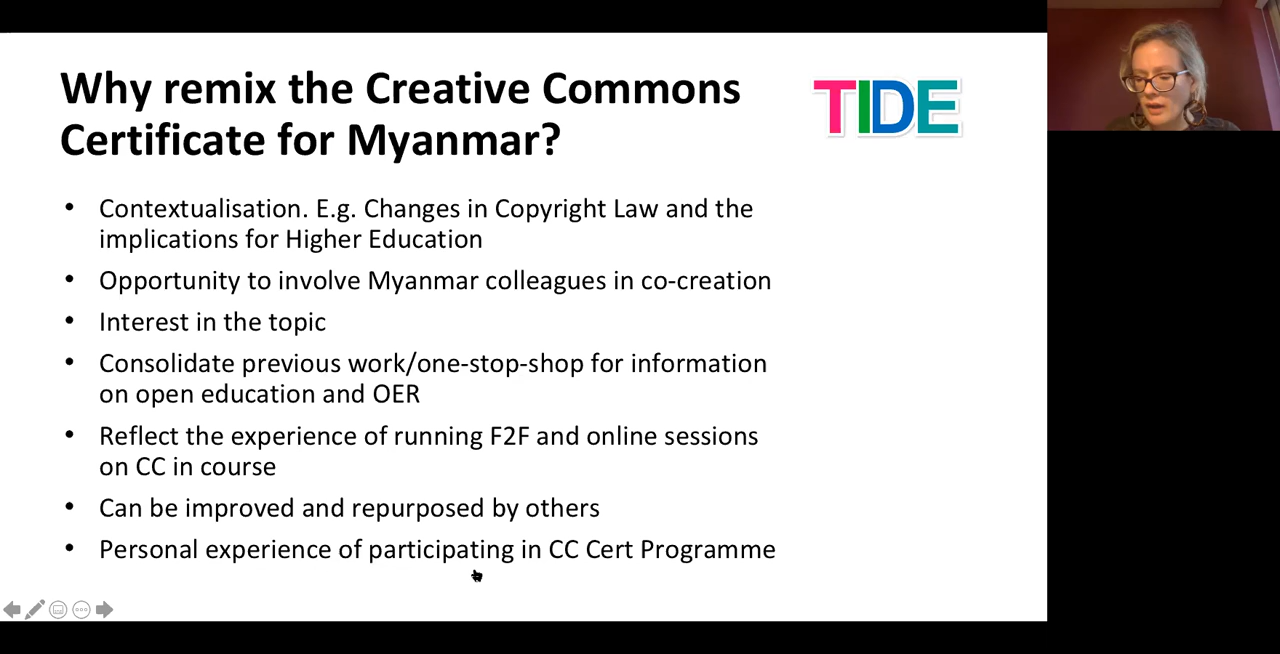 Why remix the Creative Commons
Certificate for Myanmar?
TIDE
• Contextualisation. E.g. Changes in Copyright Law and the
implications for Higher Education
• Opportunity to involve Myanmar colleagues in co-creation
• Interest in the topic
• Consolidate previous work/one-stop-shop for information
on open education and OER
• Reflect the experience of running F2F and online sessions
on CC in course
• Can be improved and repurposed by others
• Personal experience of participating in CC Cert Programme